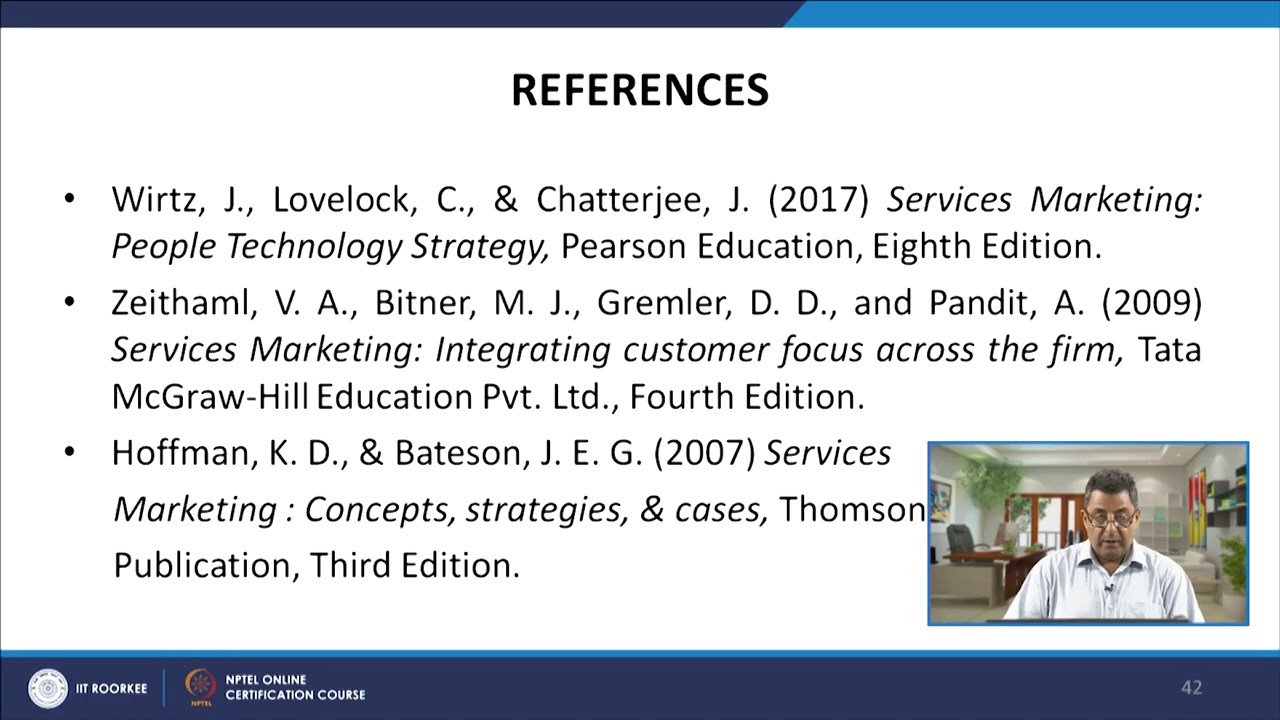 REFERENCES
• Wirtz, J., Lovelock, C., & Chatterjee, J. (2017) Services Marketing:
People Technology Strategy, Pearson Education, Eighth Edition.
• Zeithaml, V. A., Bitner, M. J., Gremler, D. D., and Pandit, A. (2009)
Services Marketing: Integrating customer focus across the firm, Tata
McGraw-Hill Education Pvt. Ltd., Fourth Edition.
• Hoffman, K. D., & Bateson, J. E. G. (2007) Services
Marketing : Concepts, strategies, & cases, Thomson
Publication, Third Edition.
IIT ROORKEE
NPTEL
NPTEL ONLINE
CERTIFICATION COURSE
42